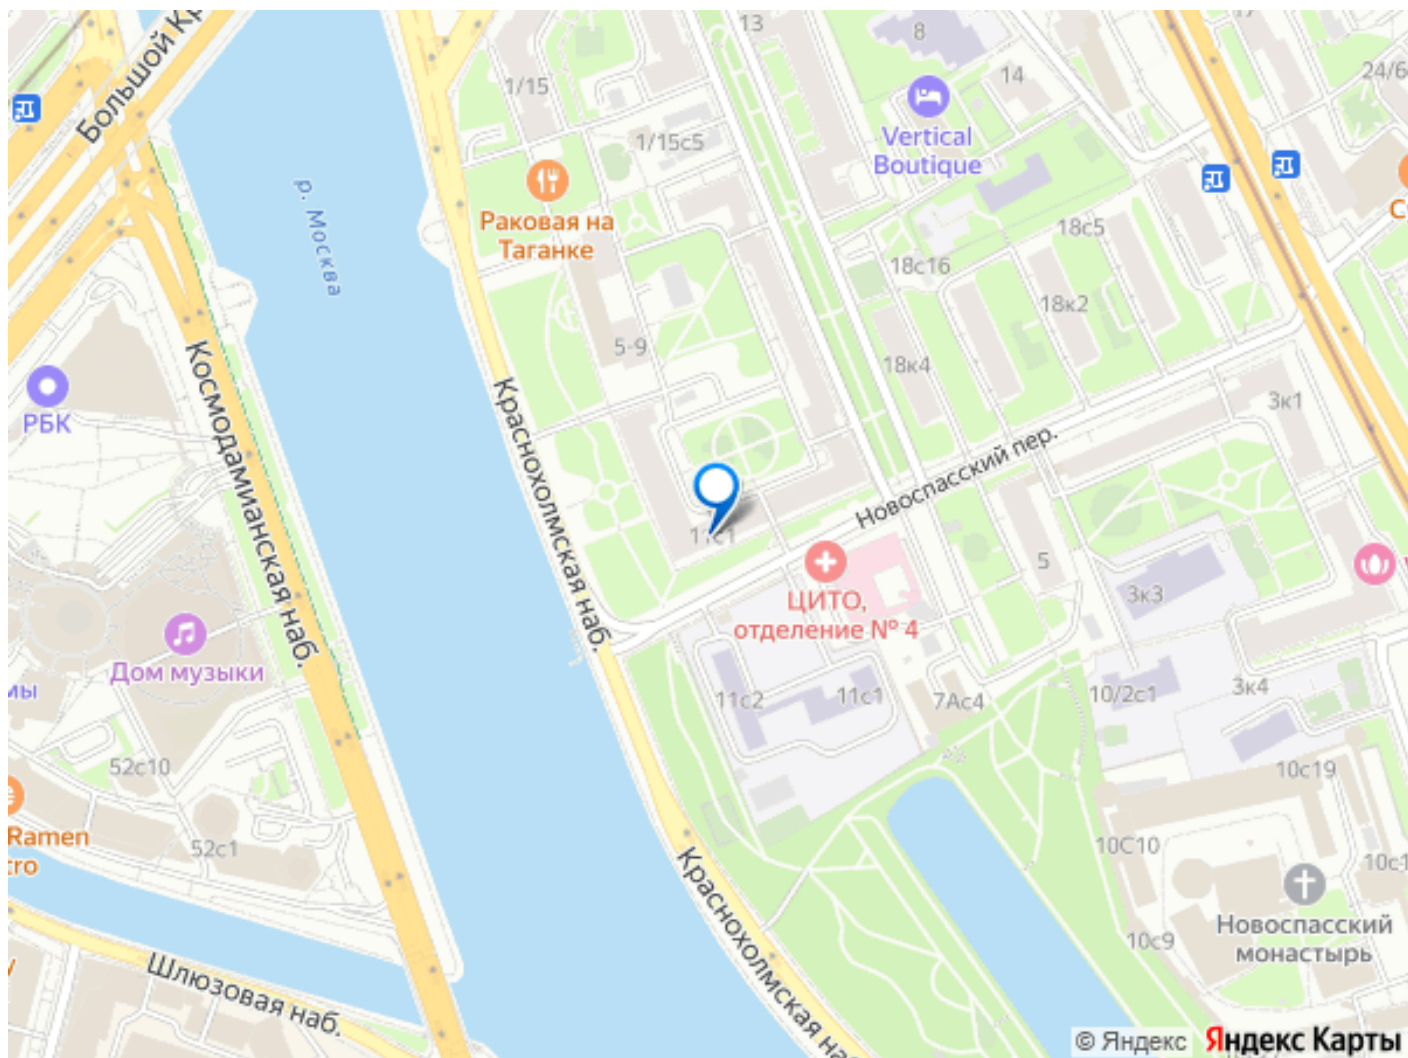 Большой Кр
13
8
14
24/6
1/15
1/15с5
Vertical
Boutique
р. Москва
Раковая на
Таганке
18с5
18с16
18к2
5-9
18к4
РБК
Космодамианская наб.
Краснохолмская наб.
3к1
Новоспасский пер.
11с1
5
ЦИТО,
отделение № 4
3к3
Дом музыки
мы
11с2
11с1
7Ас4
10/2с1
3к4
52с10
10с19
Ramen
52с1
10С10
Краснохолмская наб
Новоспасский
монастырь
10с9
Шлюзовая наб.
© Яндекс
Яндекс Карты